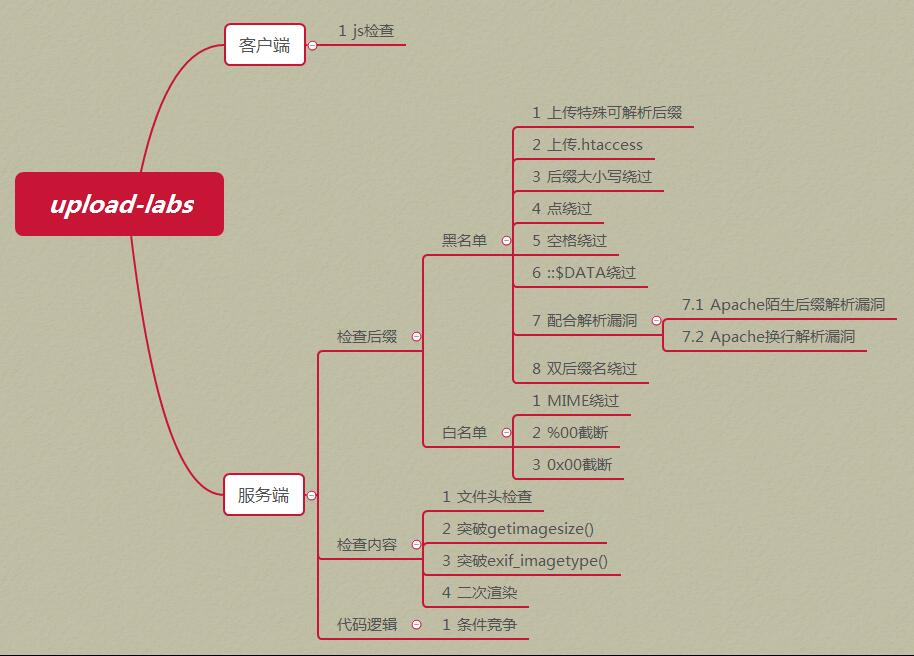 upload-labs
客户端
1 js检查
服务端
检查后缀
黑名单
1 上传特殊可解析后缀
2 上传.htaccess
3 后缀大小写绕过
4 点绕过
5 空格绕过
6 ::$DATA绕过
7 配合解析漏洞
7.1 Apache陌生后缀解析漏洞
7.2 Apache换行解析漏洞
8 双后缀名绕过
白名单
1 MIME绕过
2 %00截断
3 0x00截断
检查内容
1 文件头检查
2 突破getimagesize()
3 突破exif_imagetype()
4 二次渲染
代码逻辑
1 条件竞争